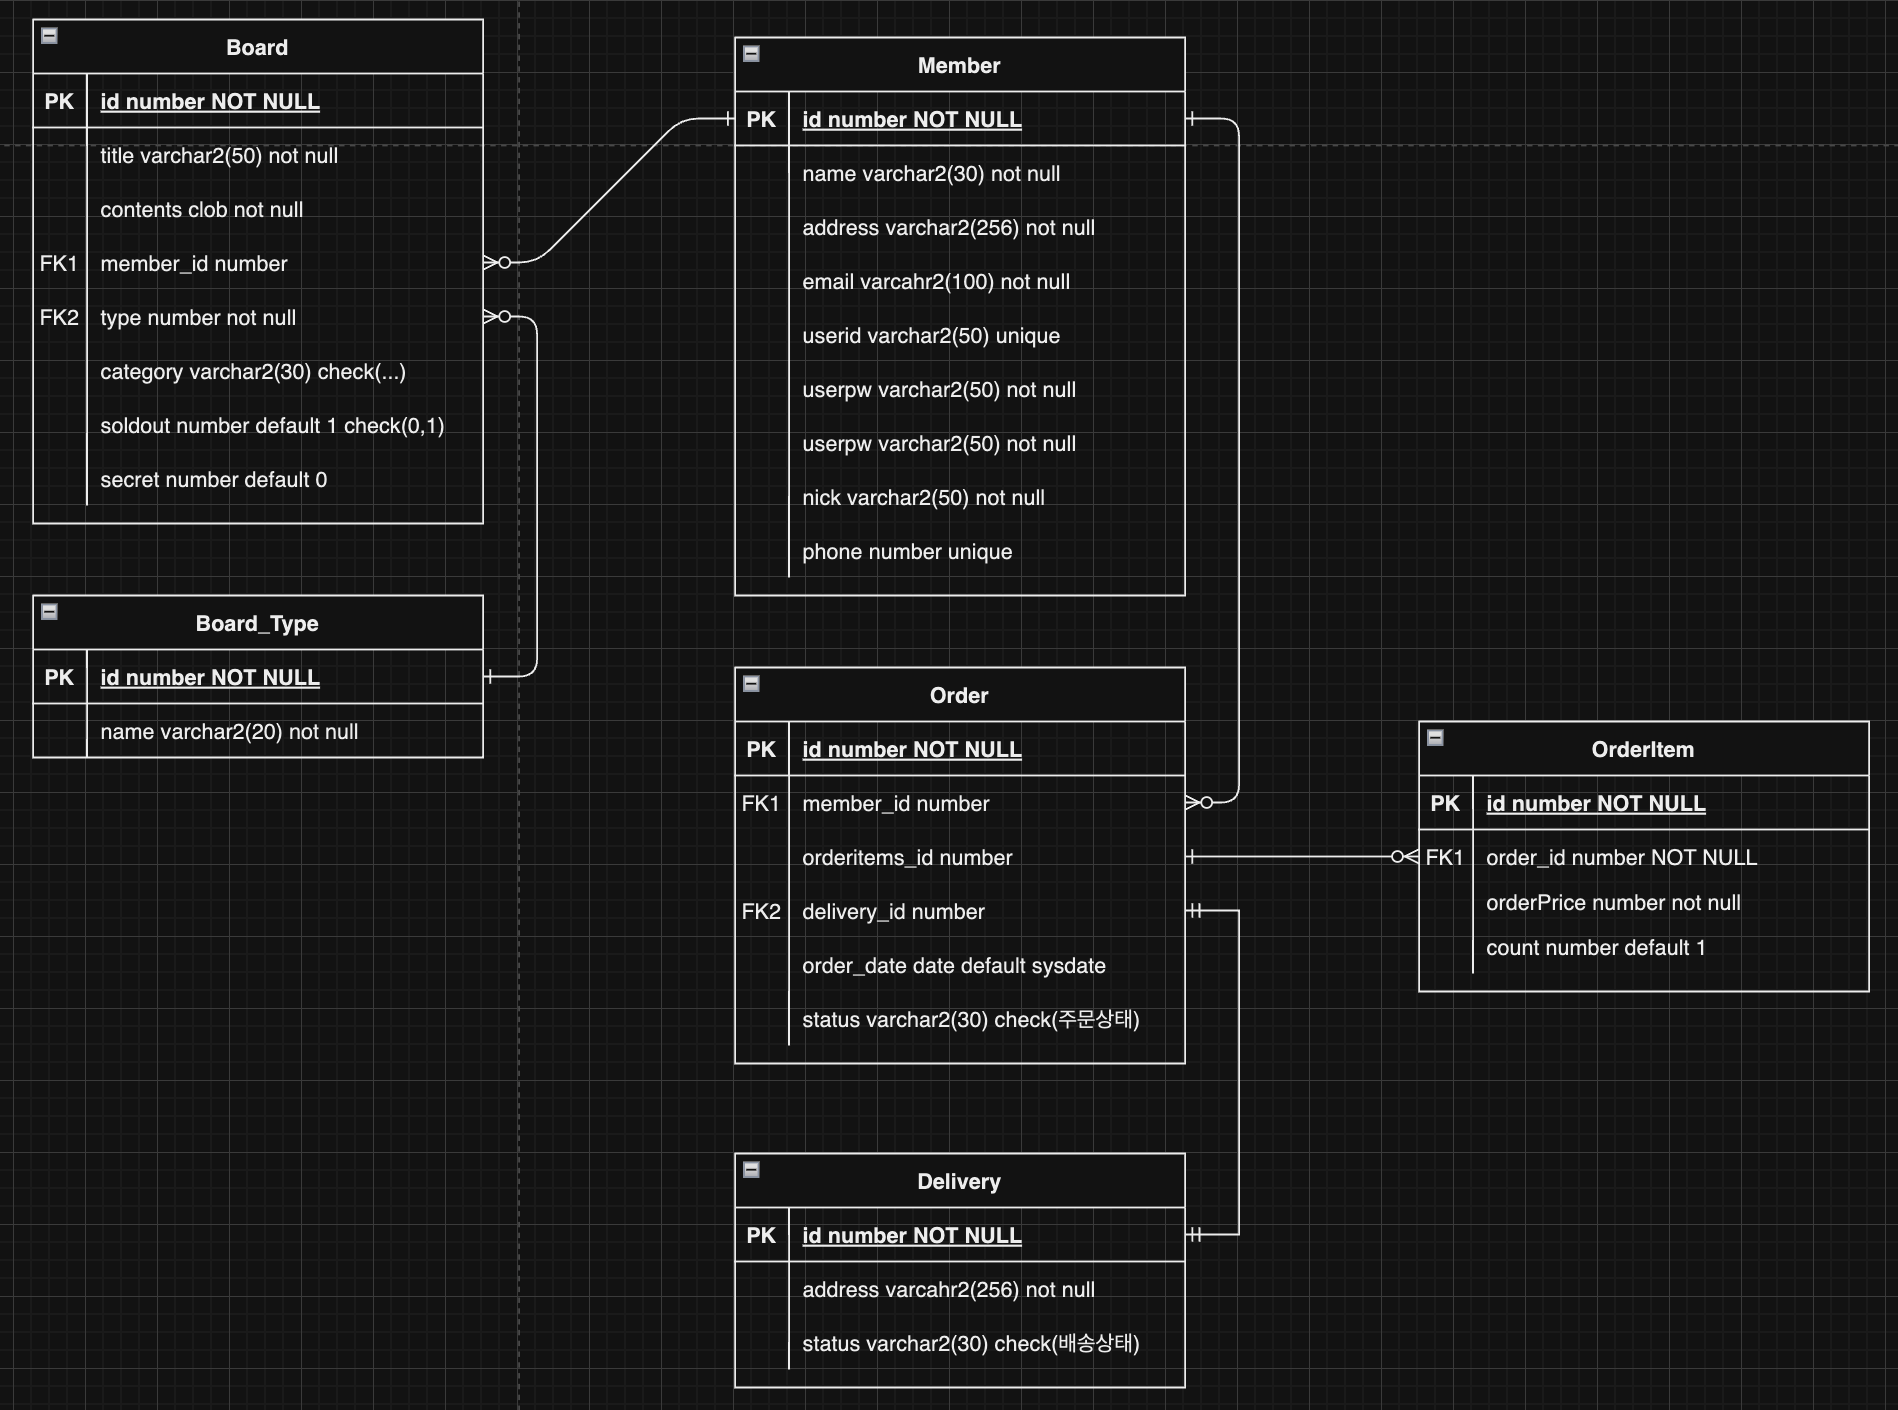 Board
PK id number NOT NULL
title varchar2(50) not null
contents clob not null
FK1 member_id number
FK2 type number not null
category varchar2(30) check(...)
soldout number default 1 check(0,1)
secret number default 0
Board_Type
PK id number NOT NULL
name varchar2(20) not null
Member
PK id number NOT NULL
name varchar2(30) not null
address varchar2(256) not null
email varcahr2(100) not null
userid varchar2(50) unique
userpw varchar2(50) not null
userpw varchar2(50) not null
nick varchar2(50) not null
phone number unique
Order
PK id number NOT NULL
FK1 member_id number
orderitems_id number
FK2 delivery_id number
order_date date default sysdate
status varchar2(30) check(주문상태)
OrderItem
PK id number NOT NULL
FK1 order_id number NOT NULL
orderPrice number not null
count number default 1
Delivery
PK id number NOT NULL
address varcahr2(256) not null
status varchar2(30) check(배송상태)